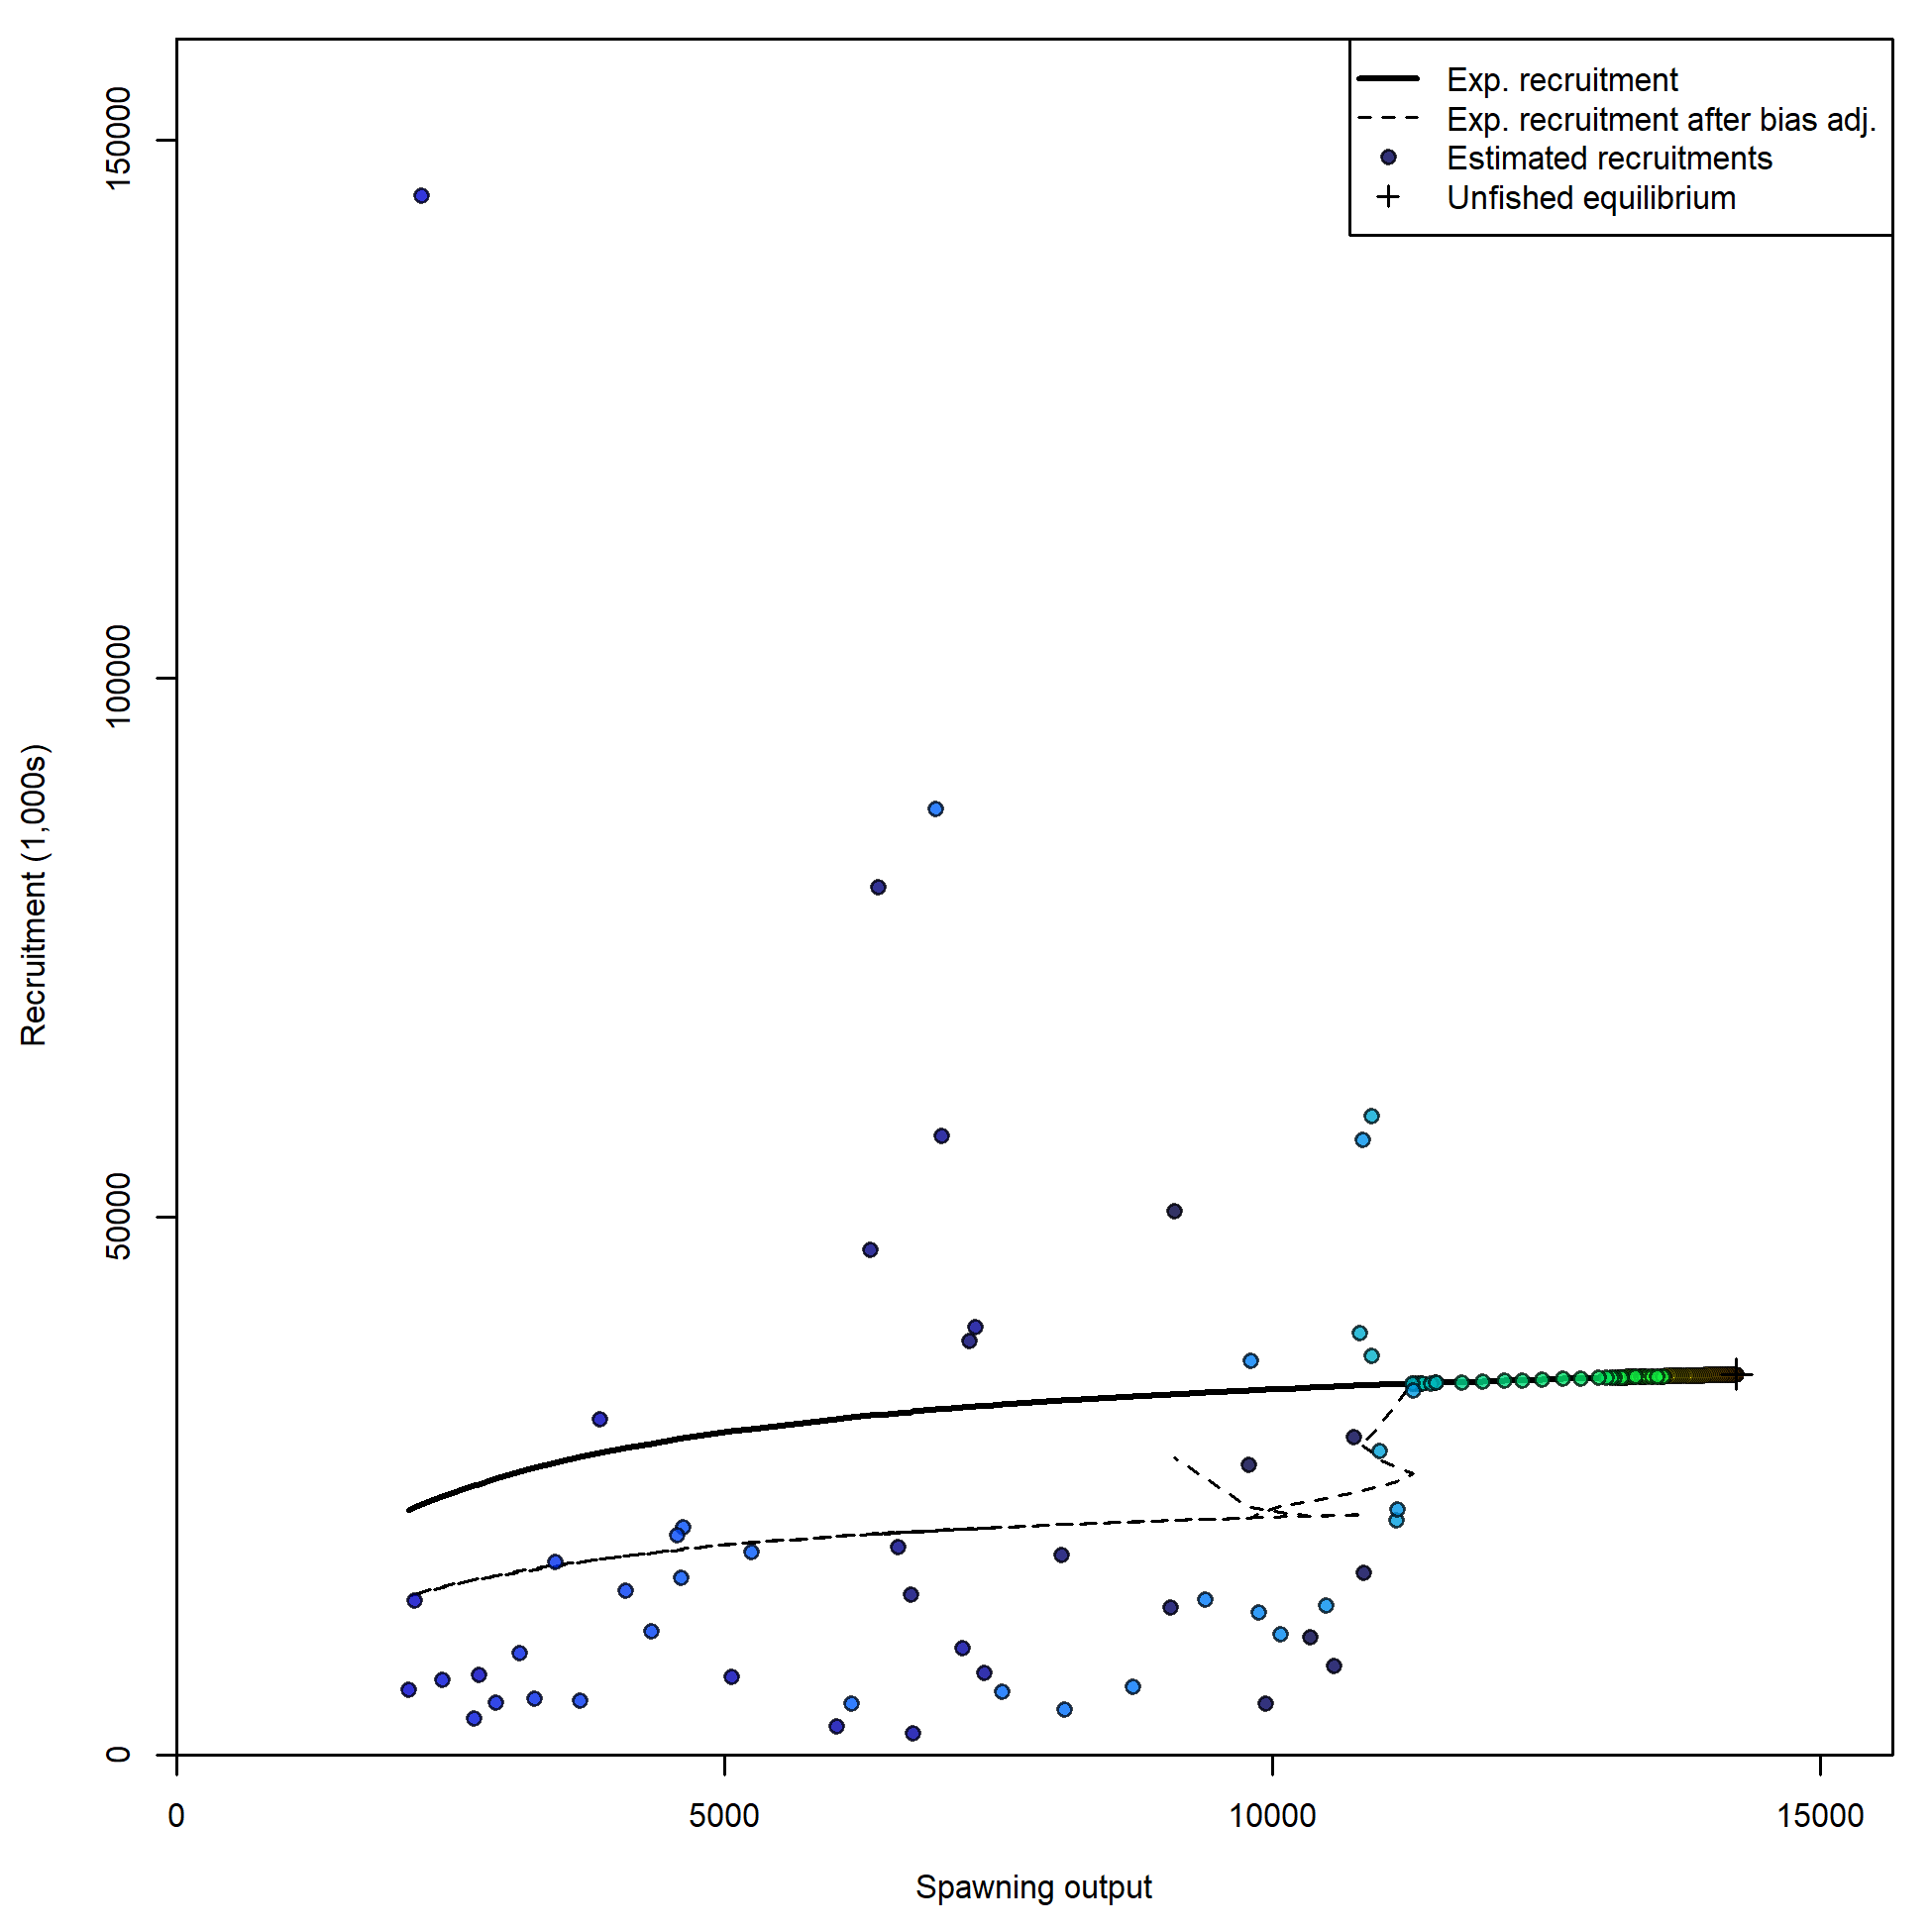 Exp. recruitment
Exp. recruitment after bias adj.
Estimated recruitments
Unfished equilibrium
150000
100000
50000
0
Recruitment (1,000s)
0 5000 10000 15000
Spawning output